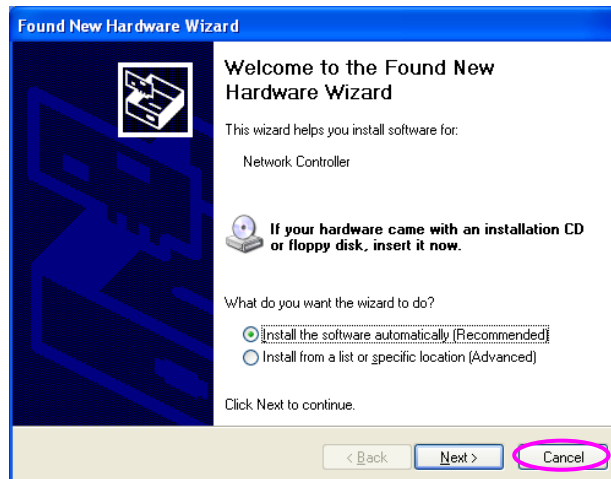 Found New Hardware Wizard
Welcome to the Found New
Hardware Wizard
This wizard helps you install software for:
Network Controller
If your hardware came with an installation CD
or floppy disk, insert it now.
What do you want the wizard to do?
Install the software automatically (Recommended)
Install from a list or specific location (Advanced)
Click Next to continue.
< Back Next > Cancel